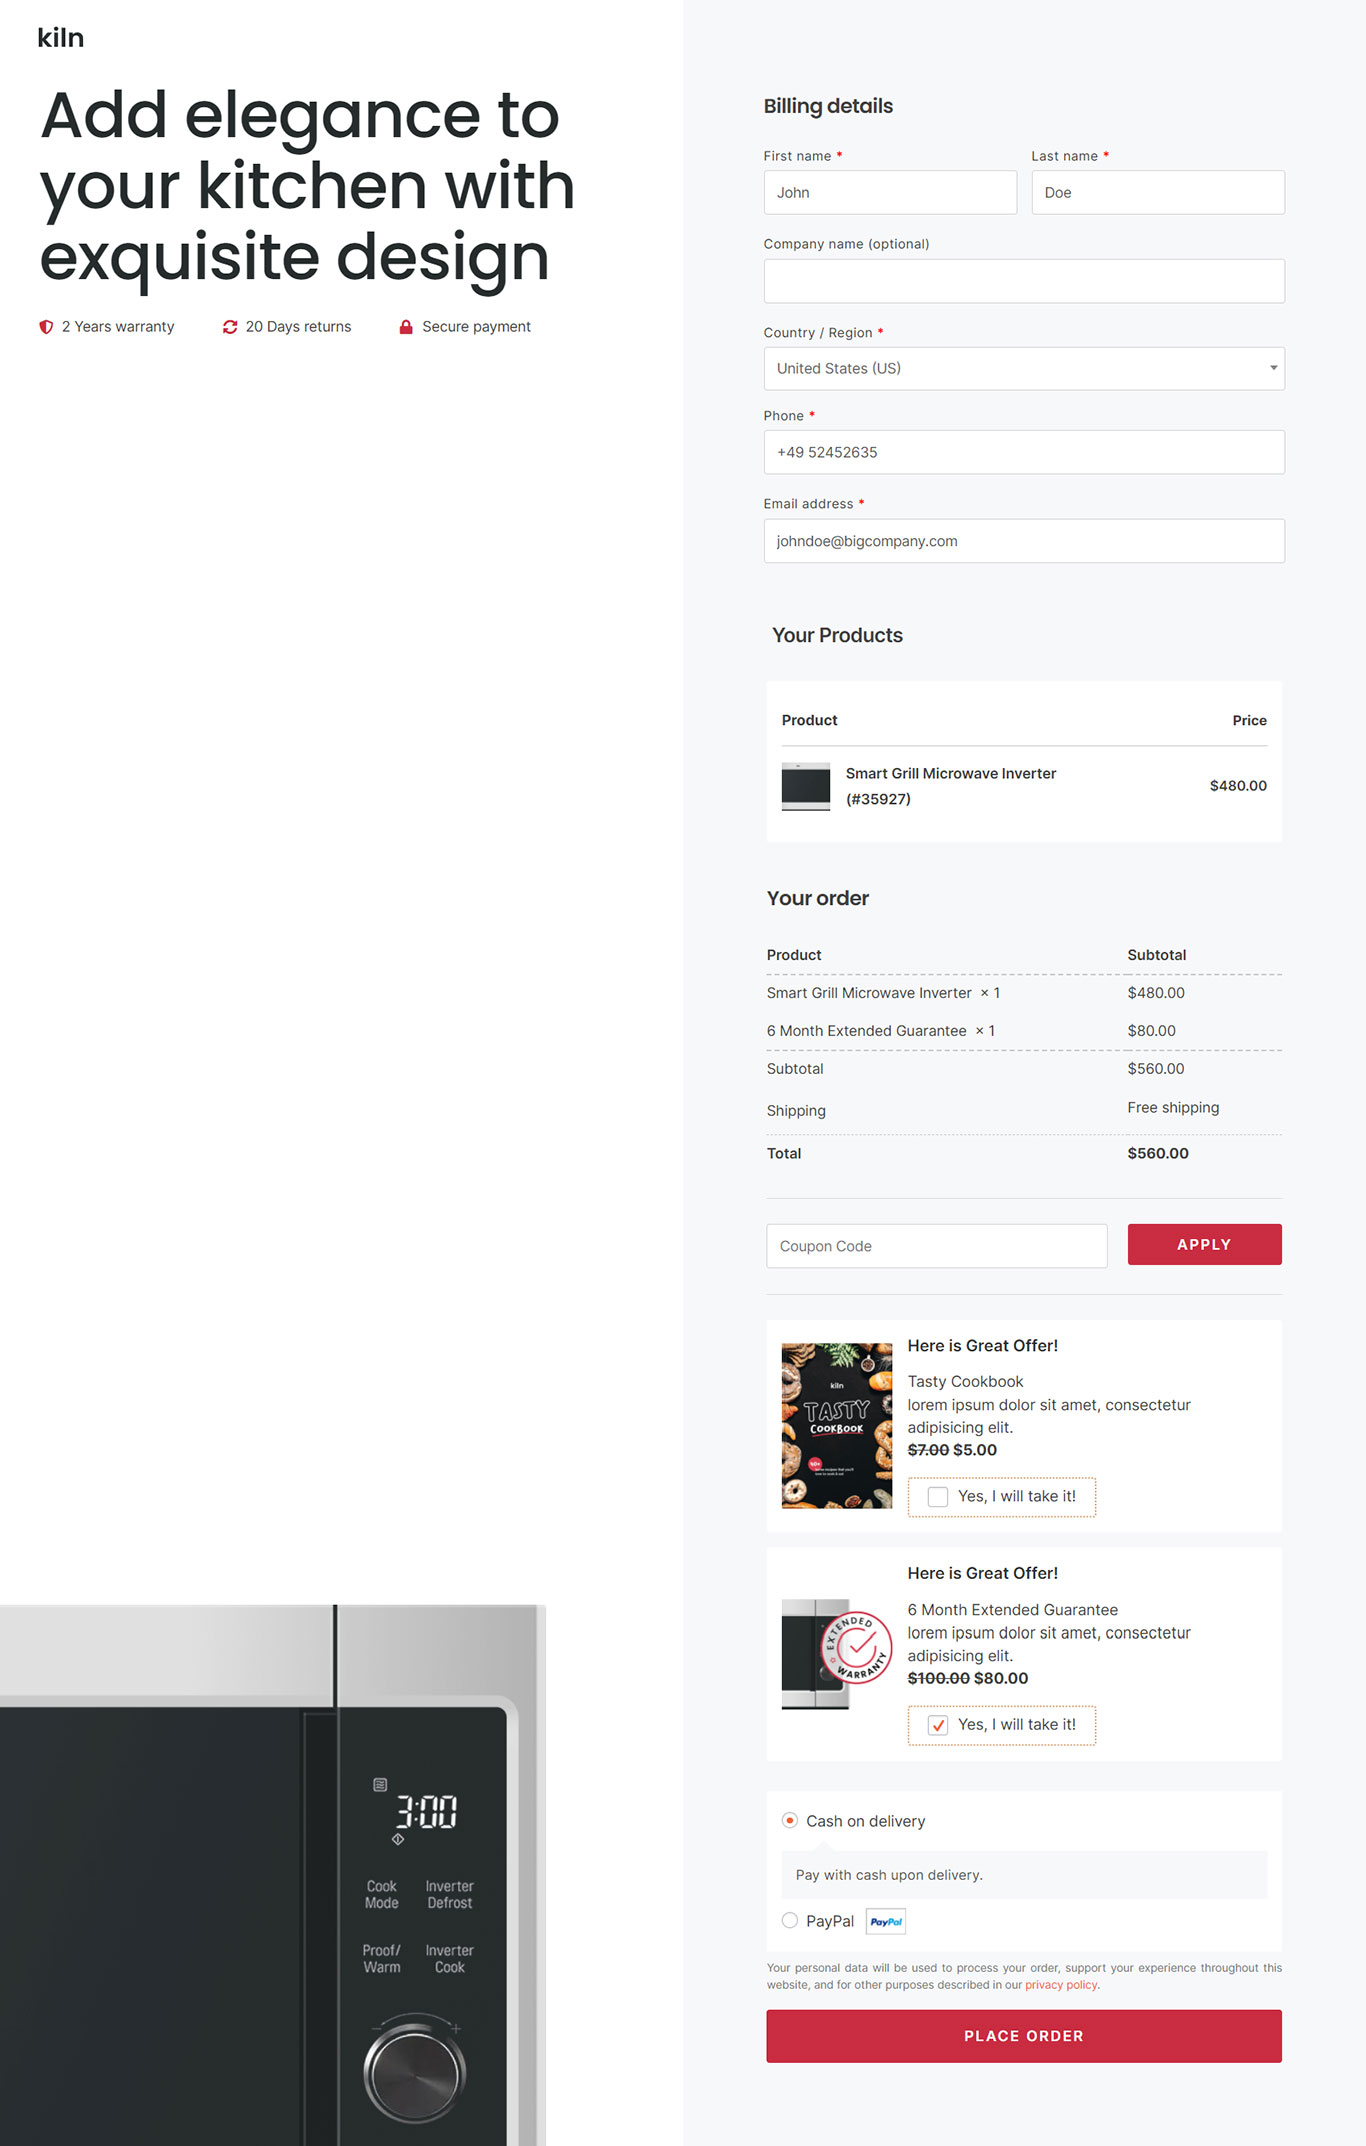 kiln
Add elegance to
your kitchen with
exquisite design
2 Years warranty
20 Days returns
Secure payment
3:00
Cook
Mode
Inverter
Defrost
Proof/
Warm
Inverter
Cook
- +
Billing details
First name *
Last name *
John
Doe
Company name (optional)
Country / Region *
United States (US)
Phone *
+49 52452635
Email address *
johndoe@bigcompany.com
Your Products
Product Price
Smart Grill Microwave Inverter
(#35927)
$480.00
Your order
Product Subtotal
Smart Grill Microwave Inverter × 1 $480.00
6 Month Extended Guarantee × 1 $80.00
Subtotal $560.00
Shipping Free shipping
Total $560.00
Coupon Code
APPLY
kiln
TASTY
COOKBOOK
Here is Great Offer!
Tasty Cookbook
lorem ipsum dolor sit amet, consectetur
adipisicing elit.
$7.00 $5.00
Yes, I will take it!
EXTENDED
WARRANTY
Here is Great Offer!
6 Month Extended Guarantee
lorem ipsum dolor sit amet, consectetur
adipisicing elit.
$100.00 $80.00
Yes, I will take it!
Cash on delivery
Pay with cash upon delivery.
PayPal PayPal
Your personal data will be used to process your order, support your experience throughout this
website, and for other purposes described in our privacy policy.
PLACE ORDER